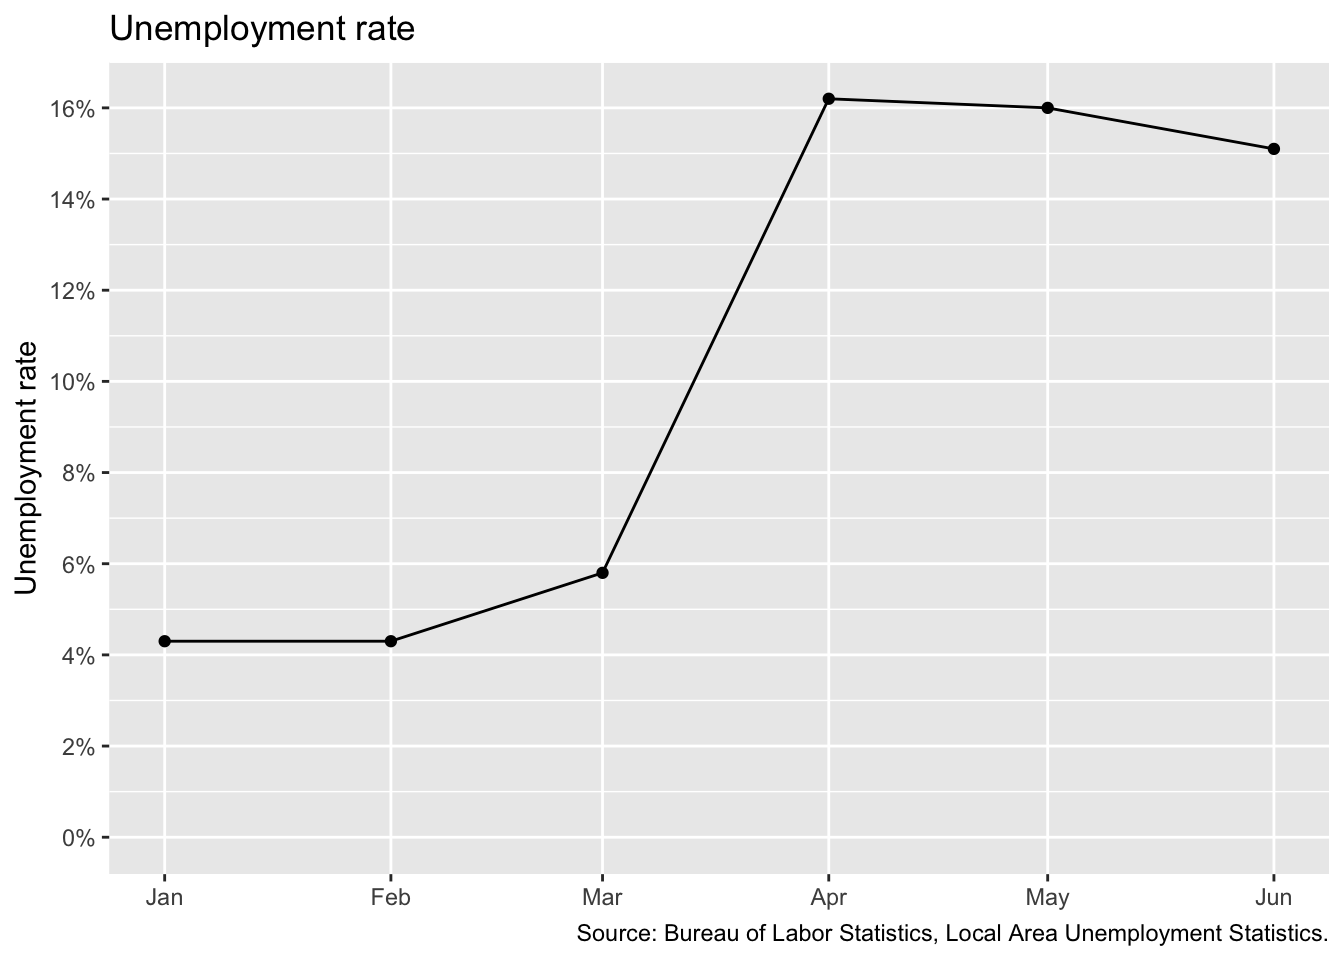 Unemployment rate
Unemployment rate
16%
14%
12%
10%
8%
6%
4%
2%
0%
Jan Feb Mar Apr May Jun
Source: Bureau of Labor Statistics, Local Area Unemployment Statistics.